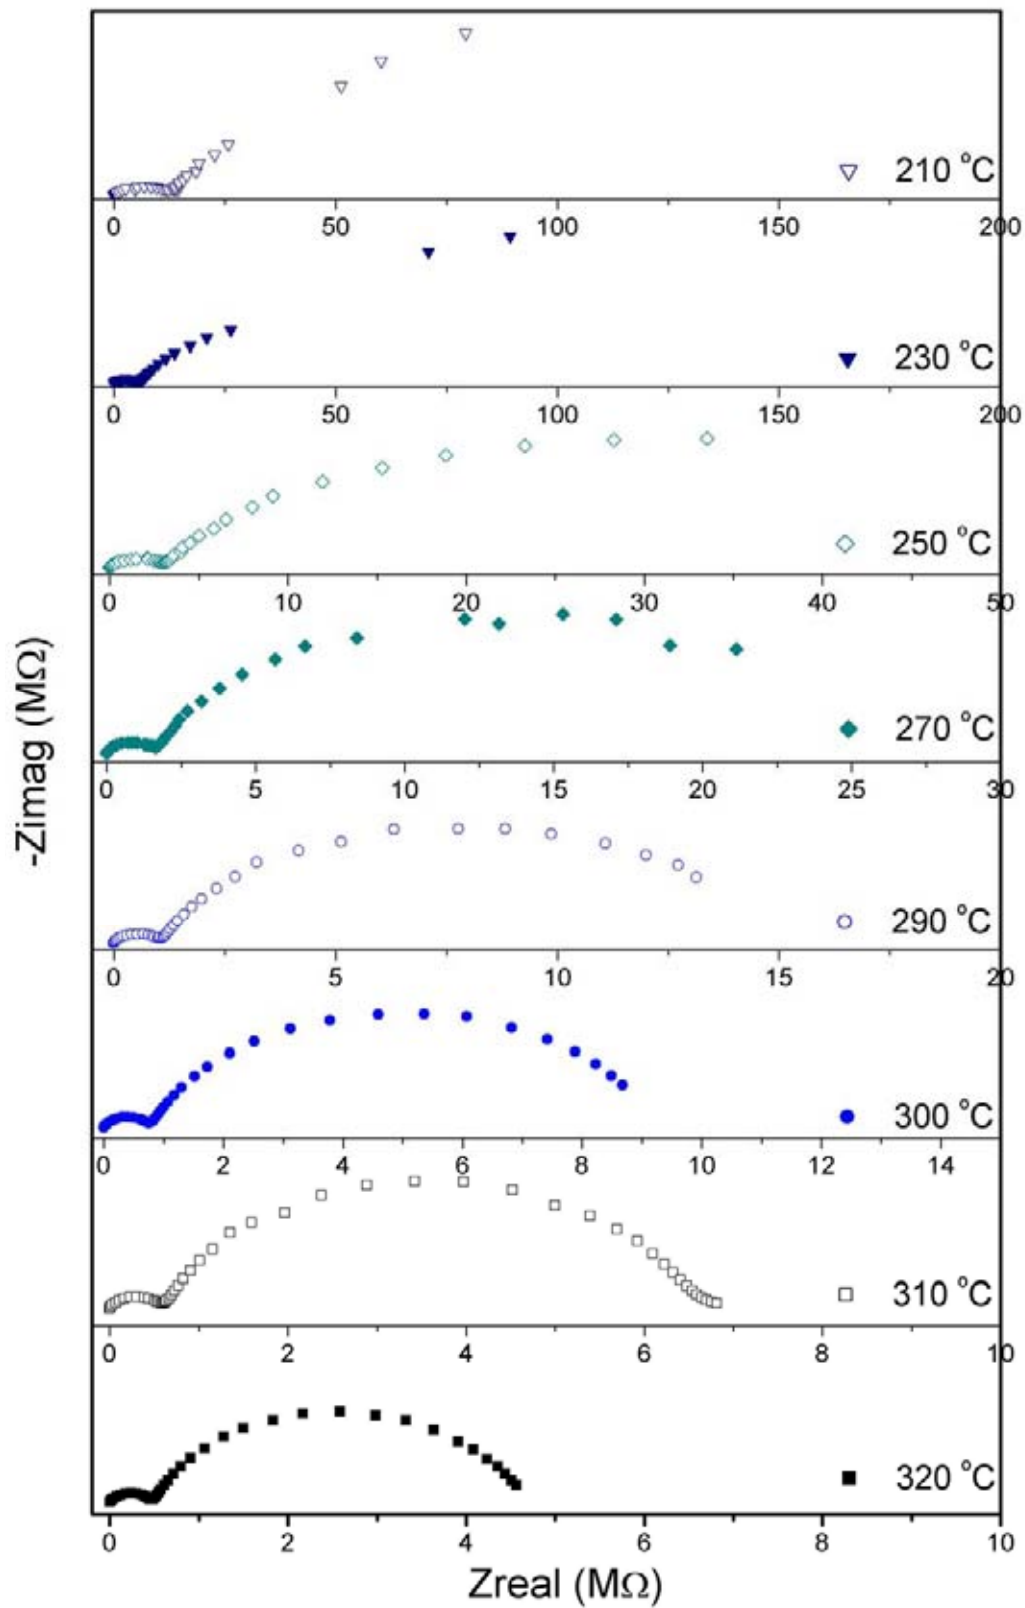 210 °C
0 50 100 150 200
230 °C
0 50 100 150 200
250 °C
0 10 20 30 40 50
270 °C
0 5 10 15 20 25 30
290 °C
0 5 10 15 20
300 °C
0 2 4 6 8 10 12 14
310 °C
0 2 4 6 8 10
320 °C
0 2 4 6 8 10
Zreal (MΩ)
-Zimag (MΩ)